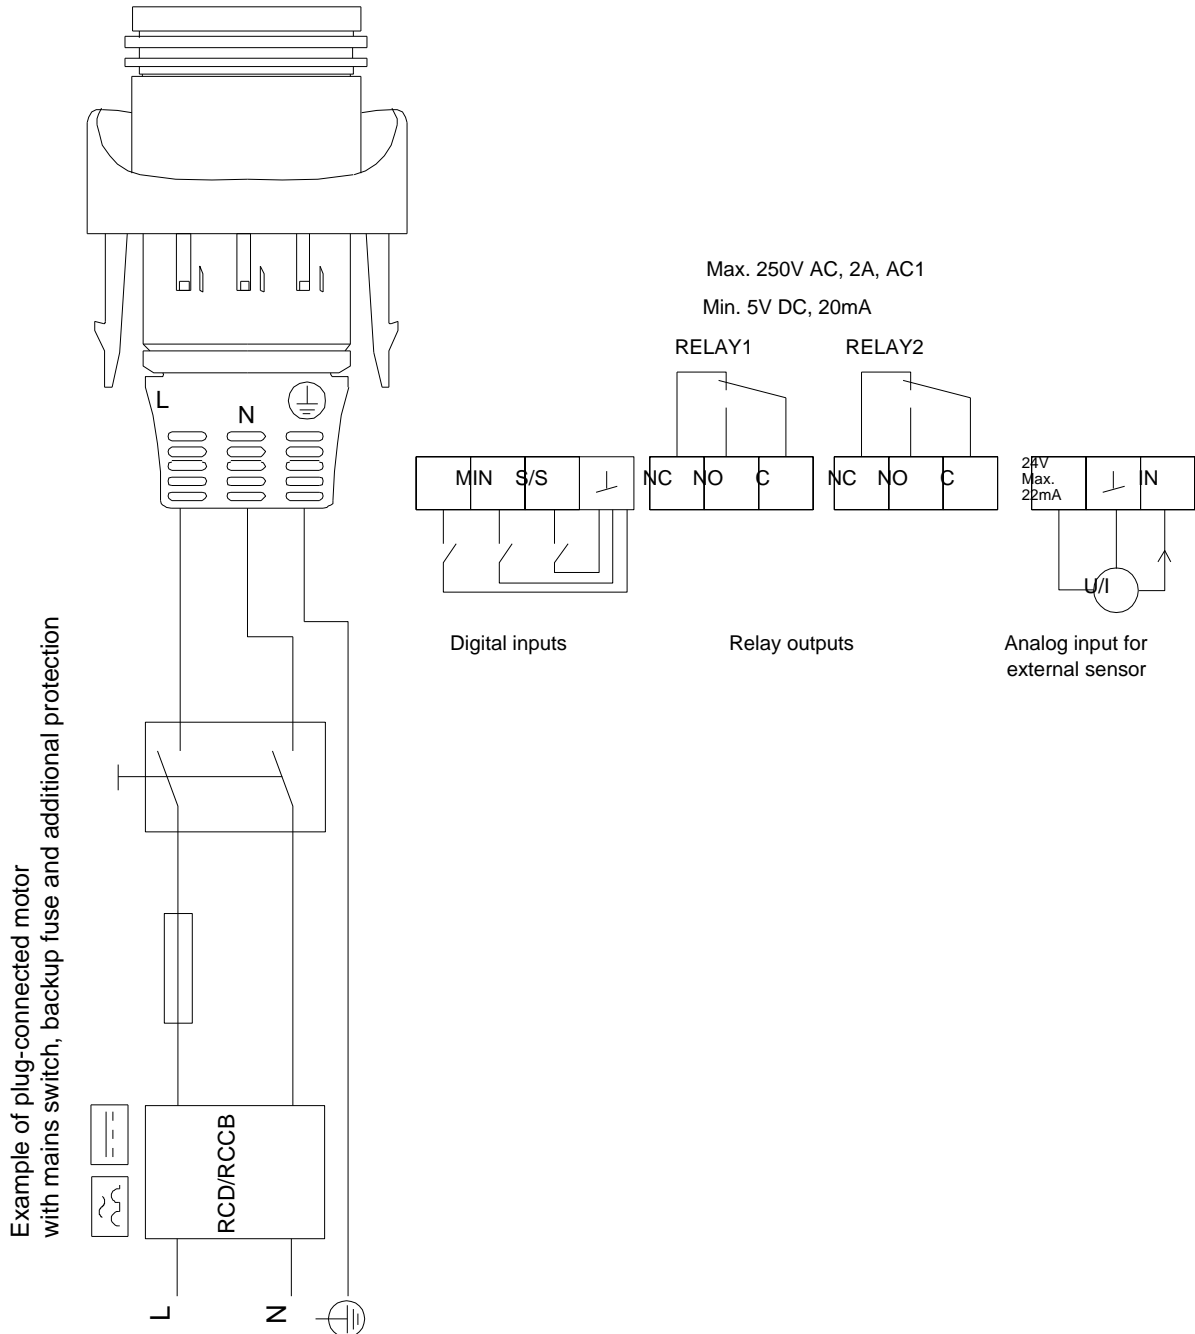 Max. 250V AC, 2A, AC1
Min. 5V DC, 20mA
RELAY1 RELAY2
L
N
MIN S/S NC NO C NC NO C 24V Max. 22mA IN
U/I
Digital inputs
Relay outputs
Analog input for
external sensor
Example of plug-connected motor
with mains switch, backup fuse and additional protection
RCD/RCCB
L
N